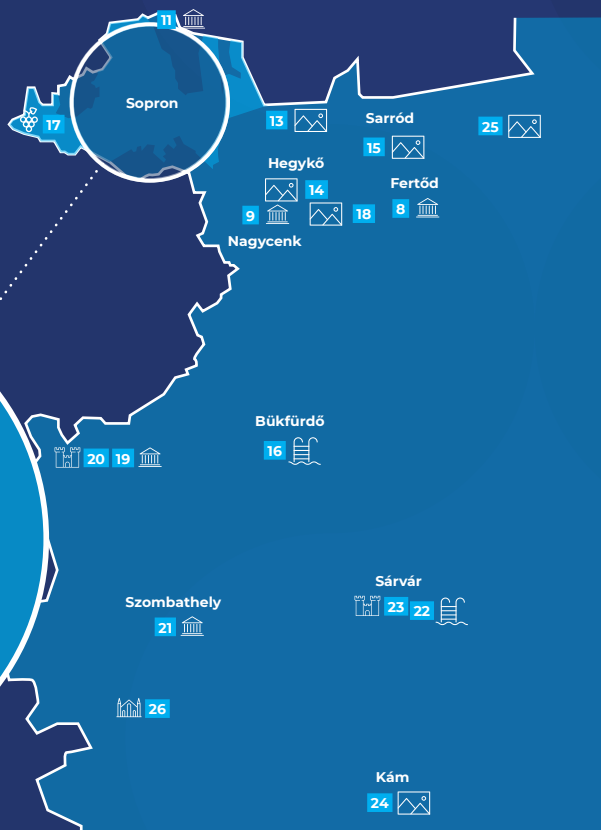 11
Sopron
17
13
Sarród
25
15
Hegykő
14
Fertőd
9
18
8
Nagycenk
Bükfürdő
16
20 19
Sárvár
23 22
Szombathely
21
26
Kám
24